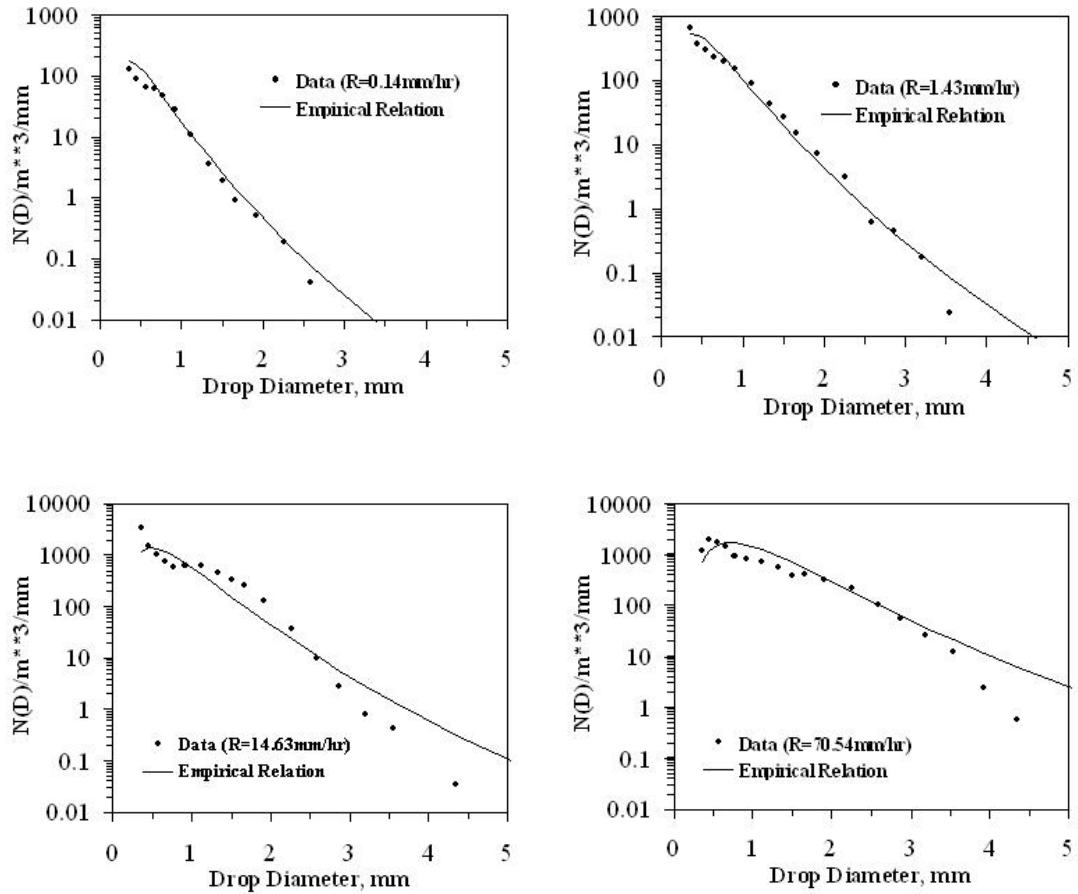 1000
100
10
1
0.1
0.01
N(D)/m**3/mm
Data (R=0.14mm/hr)
Empirical Relation
0 1 2 3 4 5
Drop Diameter, mm
1000
100
10
1
0.1
0.01
N(D)/m**3/mm
Data (R=1.43mm/hr)
Empirical Relation
0 1 2 3 4 5
Drop Diameter, mm
10000
1000
100
10
1
0.1
0.01
N(D)/m**3/mm
Data (R=14.63mm/hr)
Empirical Relation
0 1 2 3 4 5
Drop Diameter, mm
10000
1000
100
10
1
0.1
0.01
N(D)/m**3/mm
Data (R=70.54mm/hr)
Empirical Relation
0 1 2 3 4 5
Drop Diameter, mm